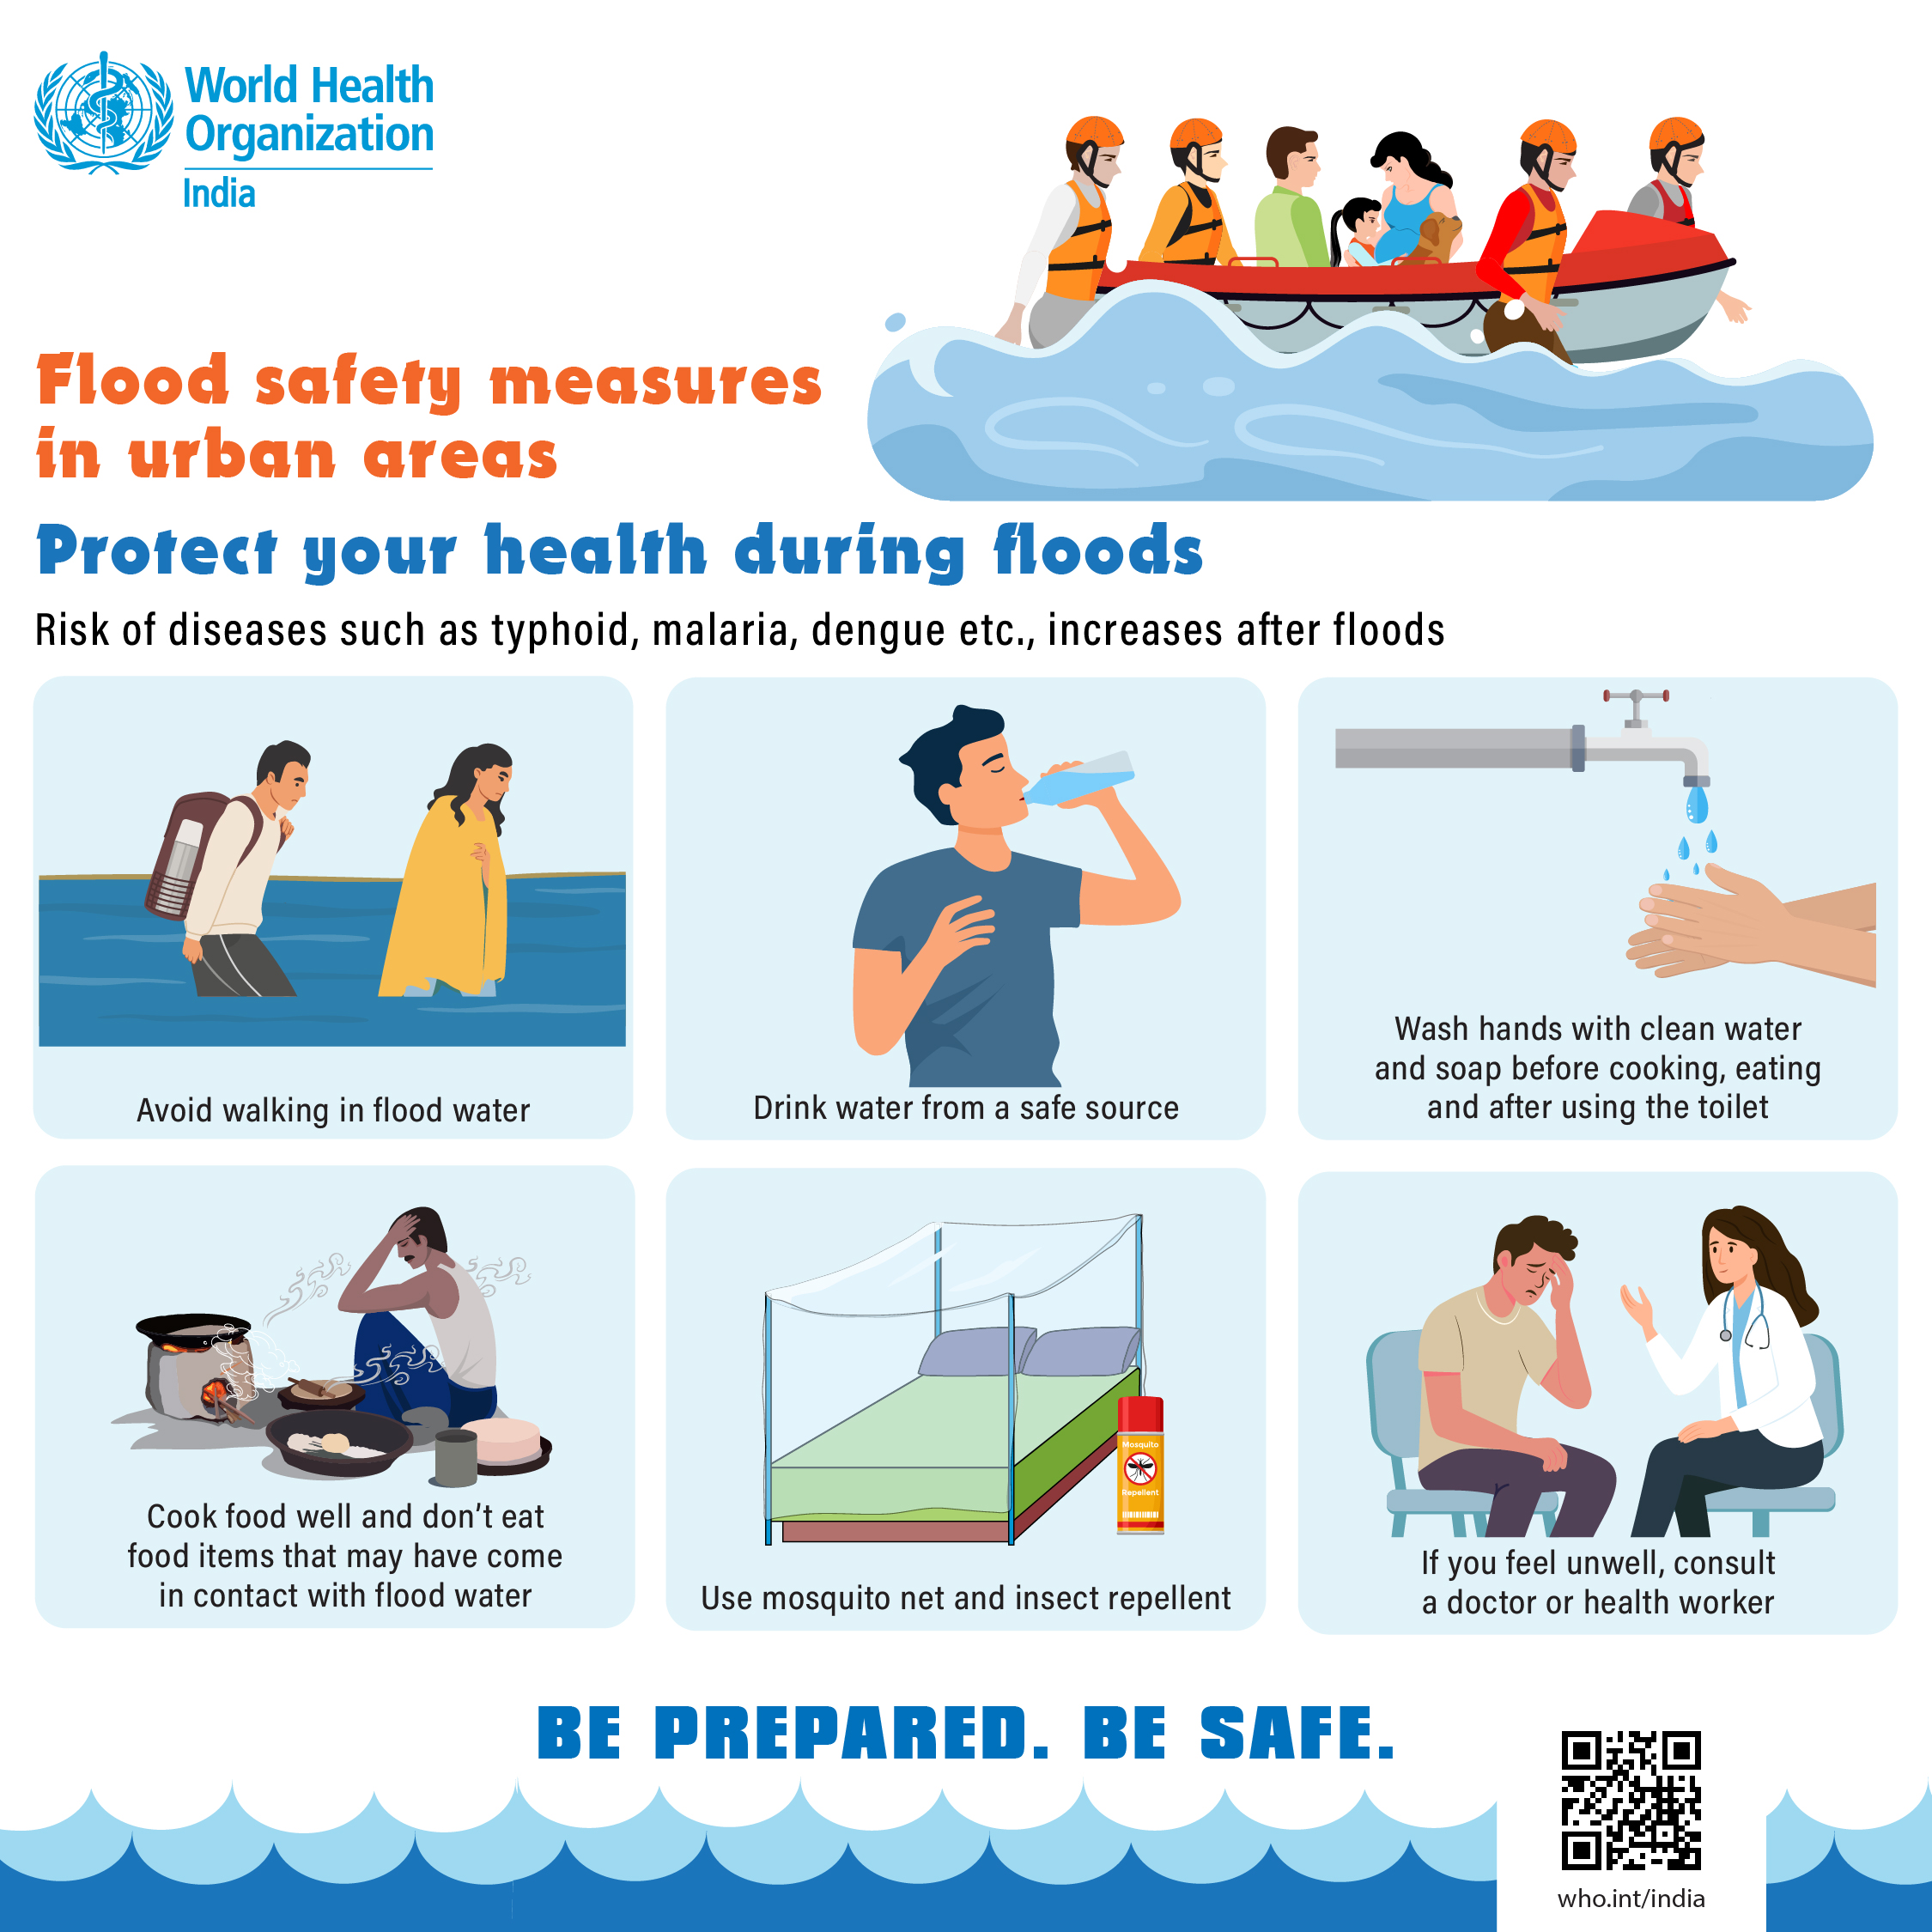 World Health
Organization
India
Flood safety measures
in urban areas
Protect your health during floods
Risk of diseases such as typhoid, malaria, dengue etc., increases after floods
Avoid walking in flood water
Drink water from a safe source
Wash hands with clean water
and soap before cooking, eating
and after using the toilet
Cook food well and don't eat
food items that may have come
in contact with flood water
Mosquito
Repellent
Use mosquito net and insect repellent
If you feel unwell, consult
a doctor or health worker
BE PREPARED. BE SAFE.
who.int/india